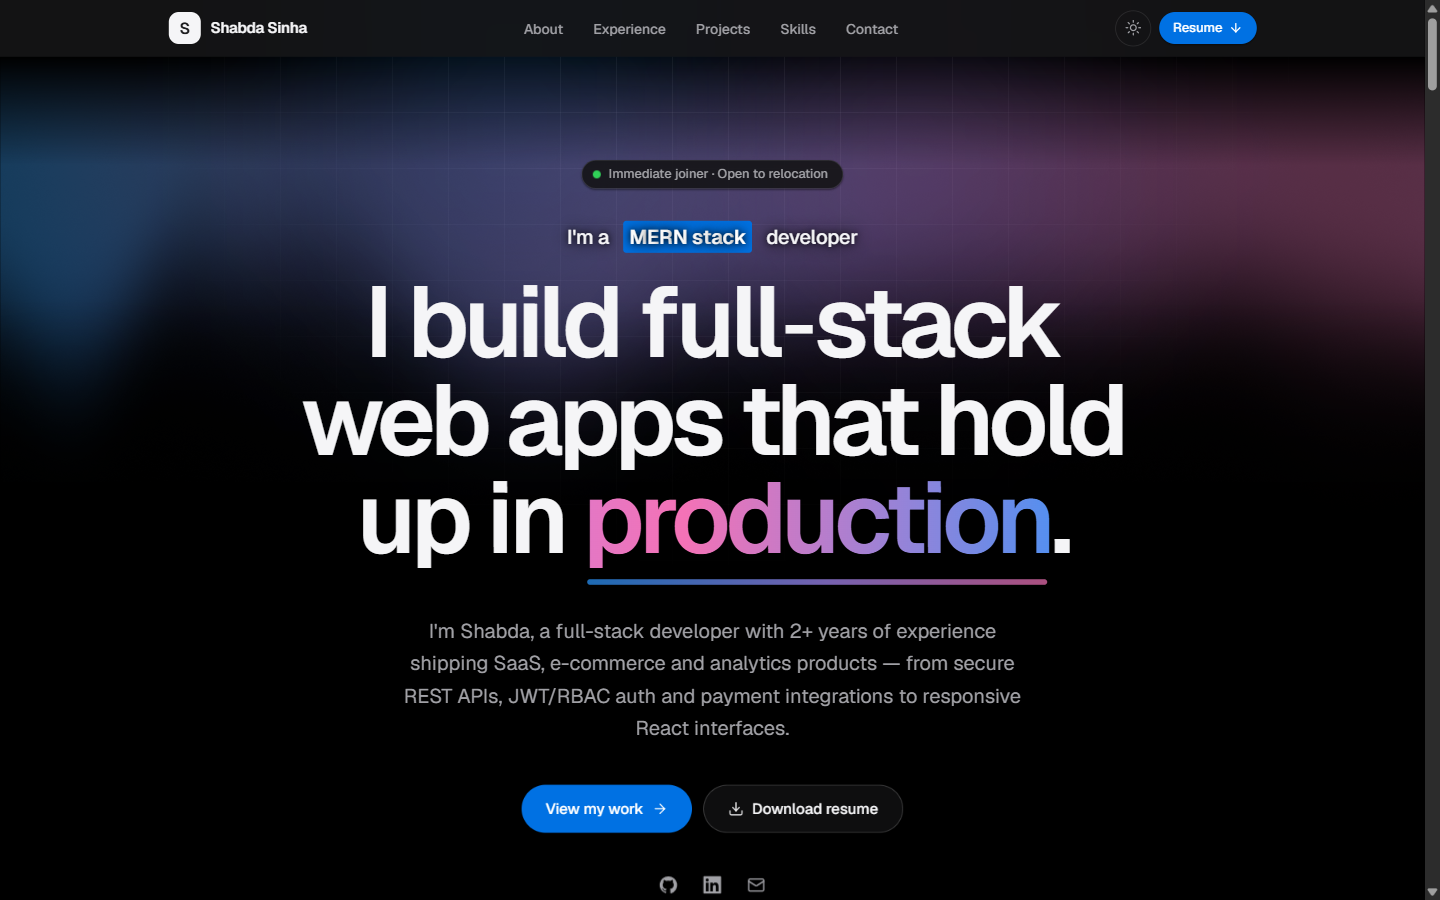 S
Shabda Sinha
About
Experience
Projects
Skills
Contact
Resume
Immediate joiner · Open to relocation
I'm a MERN stack developer
I build full-stack
web apps that hold
up in production.
I'm Shabda, a full-stack developer with 2+ years of experience
shipping SaaS, e-commerce and analytics products — from secure
REST APIs, JWT/RBAC auth and payment integrations to responsive
React interfaces.
View my work
Download resume
in